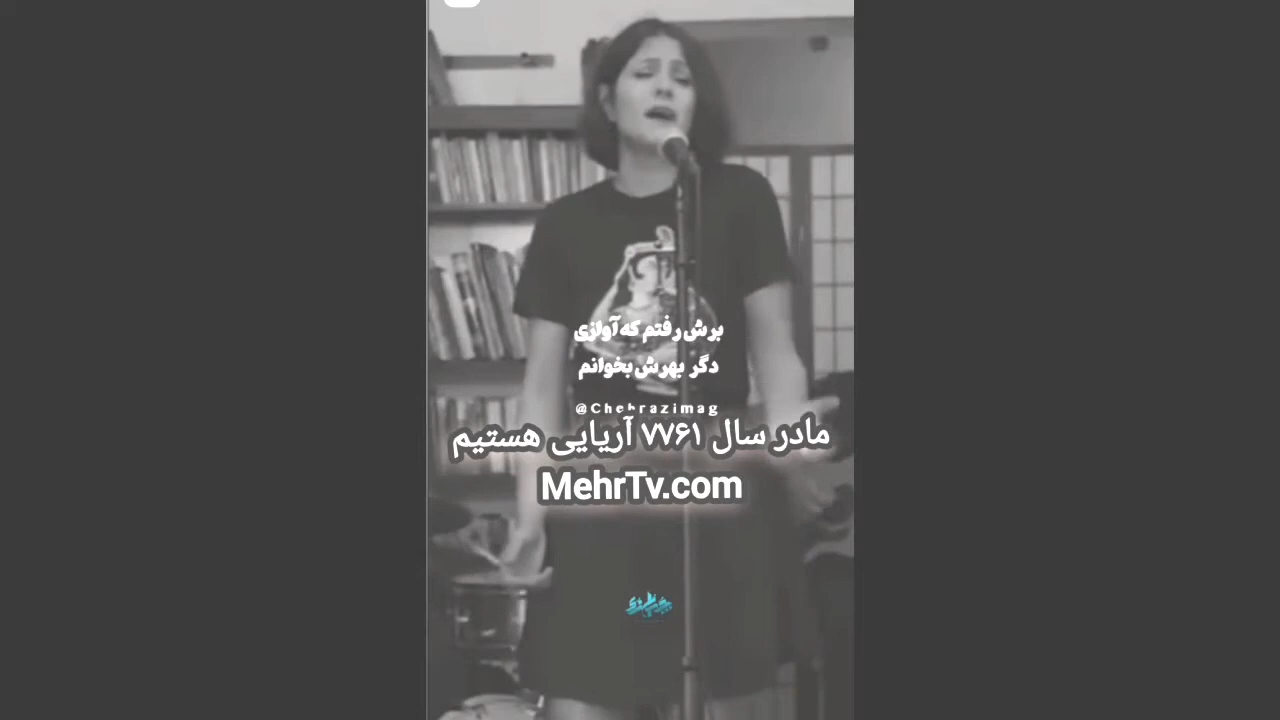 برش رفتم که آوازی
دگر بهرش بخوانم
@Chehrazimag
مادر سال ۷۷۶۱ آریایی هستیم
MehrTv.com